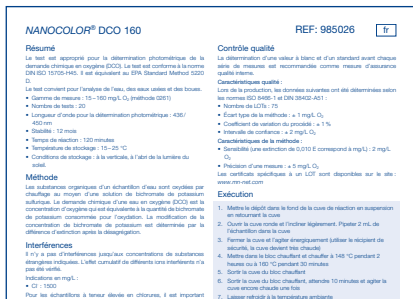 NANOCOLOR® DCO 160
REF: 985026
fr
Résumé
Le test est approprié pour la détermination photométrique de la
demande chimique en oxygène (DCO). Le test est conforme à la norme
DIN ISO 15705-H45. Il est équivalent au EPA Standard Method 5220
D.
Le test convient pour l'analyse de l'eau, des eaux usées et des boues.
• Gamme de mesure : 15–160 mg/L O₂ (méthode 0261)
• Nombre de tests : 20
• Longueur d'onde pour la détermination photométrique : 436/
450 nm
• Stabilité : 12 mois
• Temps de réaction : 120 minutes
• Température de stockage : 15–25 °C
• Conditions de stockage : à la verticale, à l'abri de la lumière du
soleil.
Méthode
Les substances organiques d'un échantillon d'eau sont oxydées par
chauffage au moyen d'une solution de bichromate de potassium
sulfurique. La demande chimique d'une eau en oxygène (DCO) est la
concentration d'oxygène qui est équivalente à la quantité de bichromate
de potassium consommée pour l'oxydation. La modification de la
concentration de bichromate de potassium est déterminée par la
différence d'extinction après la désagrégation.
Interférences
Il n'y a pas d'interférences jusqu'aux concentrations de substances
étrangères indiquées. L'effet cumulatif de différents ions interférents n'a
pas été vérifié.
Indications en mg/L :
• Cl⁻: 1500
Pour les échantillons à teneur élevée en chlorures, il est important
Contrôle qualité
La détermination d'une valeur à blanc et d'un standard avant chaque
série de mesures est recommandée comme mesure d'assurance
qualité interne.
Caractéristiques qualité :
Lors de la production, les données suivantes ont été déterminées selon
les normes ISO 8466-1 et DIN 38402-A51 :
• Nombre de LOTs : 75
• Écart type de la méthode : ± 1 mg/L O₂
• Coefficient de variation du procédé : ± 1 %
• Intervalle de confiance : ± 2 mg/L O₂
Caractéristiques de la méthode :
• Sensibilité (une extinction de 0,010 E correspond à mg/L) : 2 mg/L
O₂
• Précision d'une mesure : ± 5 mg/L O₂
Les certificats spécifiques à un LOT sont disponibles sur le site :
www.mn-net.com
Exécution
1. Mettre le dépôt dans le fond de la cuve de réaction en suspension
en retournant la cuve
2. Ouvrir la cuve ronde et l'incliner légèrement. Pipeter 2 mL de
l'échantillon dans la cuve
3. Fermer la cuve et l'agiter énergiquement (utiliser le récipient de
sécurité, la cuve devient très chaude)
4. Mettre dans le bloc chauffant et chauffer à 148 °C pendant 2
heures ou à 160 °C pendant 30 minutes
5. Sortir la cuve du bloc chauffant
6. Sortir la cuve du bloc chauffant, attendre 10 minutes et agiter la
cuve encore chaude une fois
7. Laisser refroidir à la température ambiante